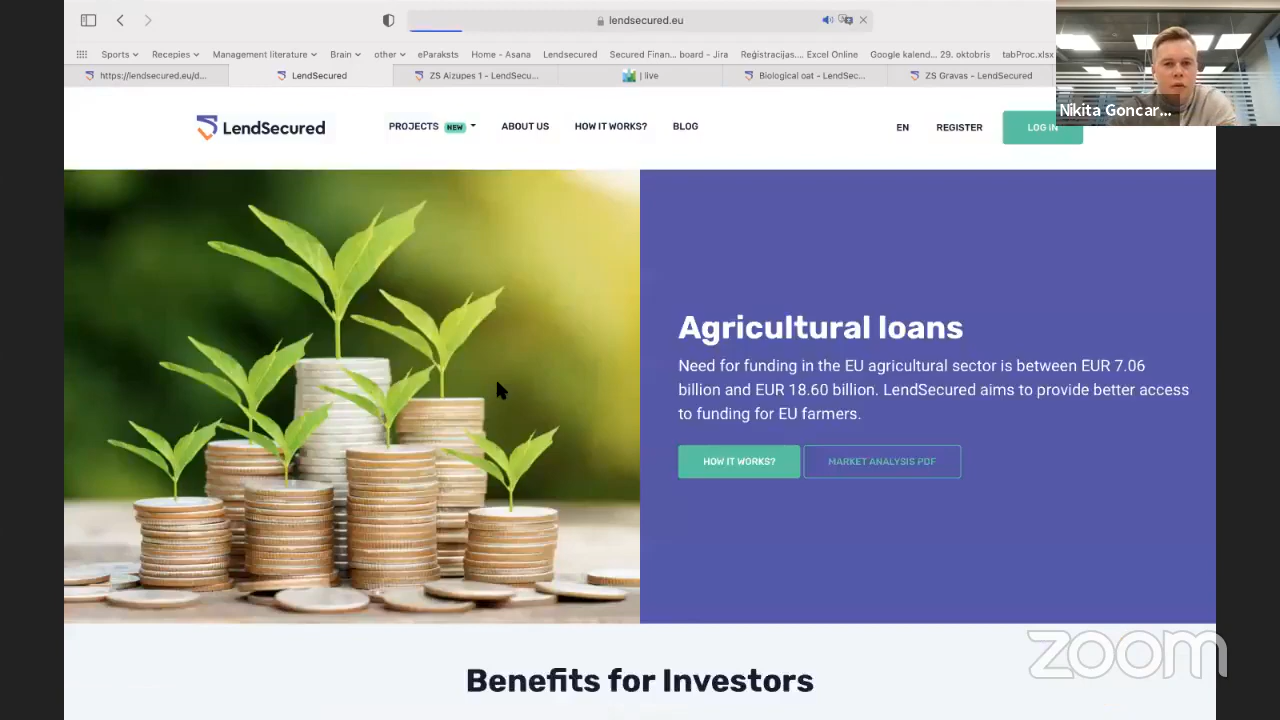 lendsecured.eu
Sports Recepies Management literature Brain other eParaksts Home - Asana Lendsecured Secured Finan... board - Jira Reģistrācijas... Excel Online Google kalend... 29. oktobris tabProc.xlsx
https://lendsecured.eu/d... LendSecured ZS Aizupes 1 - LendSecu... | live Biological oat - LendSec... ZS Gravas - LendSecured
Nikita Goncar...
LendSecured PROJECTS NEW ABOUT US HOW IT WORKS? BLOG EN REGISTER LOG IN
Agricultural loans
Need for funding in the EU agricultural sector is between EUR 7.06
billion and EUR 18.60 billion. LendSecured aims to provide better access
to funding for EU farmers.
HOW IT WORKS? MARKET ANALYSIS PDF
Benefits for Investors
zoom